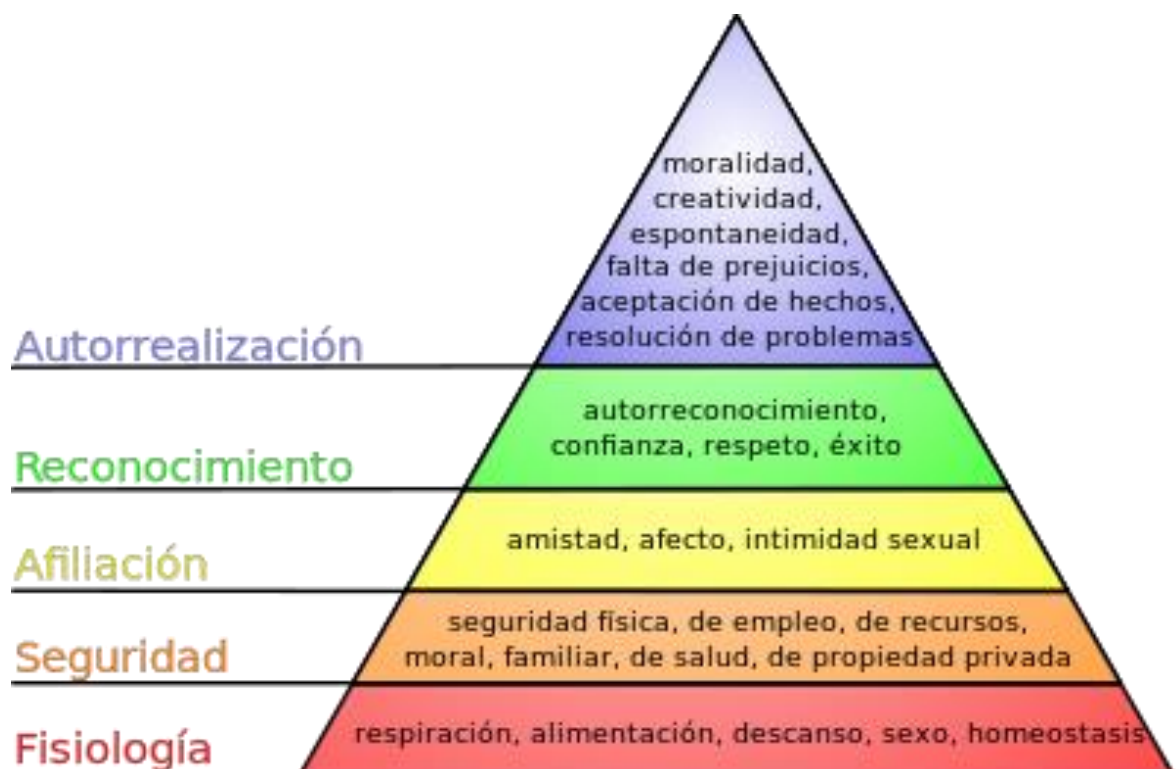 moralidad,
creatividad,
espontaneidad,
falta de prejuicios,
aceptación de hechos,
resolución de problemas
Autorrealización
autorreconocimiento,
confianza, respeto, éxito
Reconocimiento
amistad, afecto, intimidad sexual
Afiliación
seguridad física, de empleo, de recursos,
moral, familiar, de salud, de propiedad privada
Seguridad
respiración, alimentación, descanso, sexo, homeostasis
Fisiología